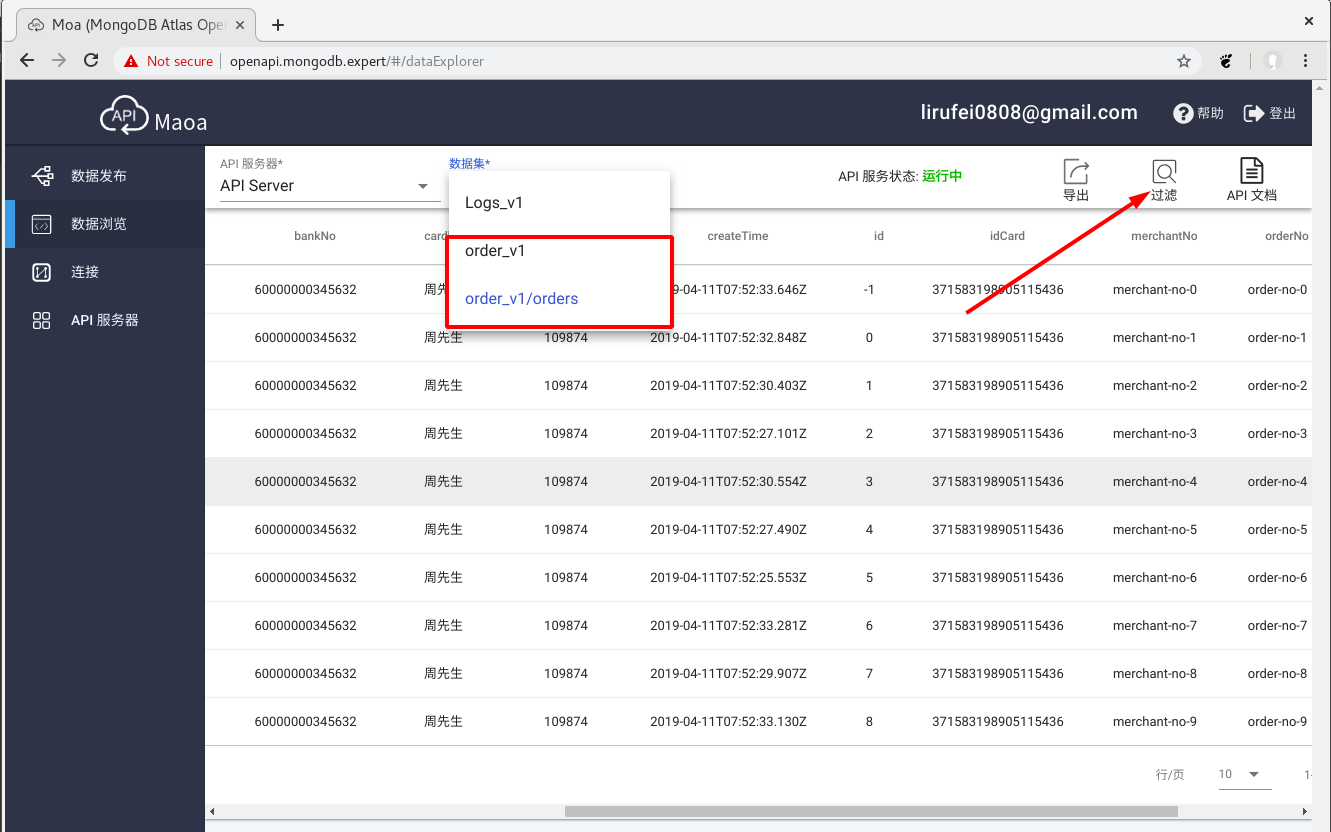 Moa (MongoDB Atlas Ope
Not secure
openapi.mongodb.expert/#/dataExplorer
API
Maoa
lirufei0808@gmail.com
帮助
登出
数据发布
数据浏览
连接
API 服务器
API 服务器*
API Server
数据集*
Logs_v1
order_v1
order_v1/orders
API 服务状态: 运行中
导出
过滤
API 文档
bankNo card createTime id idCard merchantNo orderNo
60000000345632 周先 9-04-11T07:52:33.646Z -1 371583198905115436 merchant-no-0 order-no-0
60000000345632 周先生 109874 2019-04-11T07:52:32.848Z 0 371583198905115436 merchant-no-1 order-no-1
60000000345632 周先生 109874 2019-04-11T07:52:30.403Z 1 371583198905115436 merchant-no-2 order-no-2
60000000345632 周先生 109874 2019-04-11T07:52:27.101Z 2 371583198905115436 merchant-no-3 order-no-3
60000000345632 周先生 109874 2019-04-11T07:52:30.554Z 3 371583198905115436 merchant-no-4 order-no-4
60000000345632 周先生 109874 2019-04-11T07:52:27.490Z 4 371583198905115436 merchant-no-5 order-no-5
60000000345632 周先生 109874 2019-04-11T07:52:25.553Z 5 371583198905115436 merchant-no-6 order-no-6
60000000345632 周先生 109874 2019-04-11T07:52:33.281Z 6 371583198905115436 merchant-no-7 order-no-7
60000000345632 周先生 109874 2019-04-11T07:52:29.907Z 7 371583198905115436 merchant-no-8 order-no-8
60000000345632 周先生 109874 2019-04-11T07:52:33.130Z 8 371583198905115436 merchant-no-9 order-no-9
行/页 10 1-